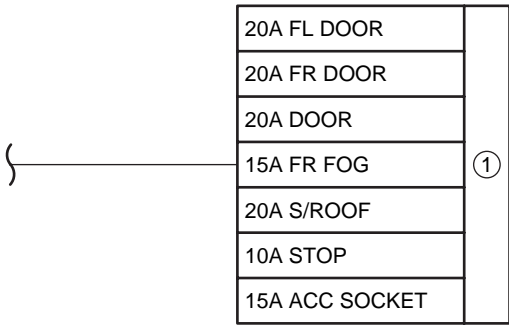 20A FL DOOR
20A FR DOOR
20A DOOR
15A FR FOG
20A S/ROOF
10A STOP
15A ACC SOCKET
1